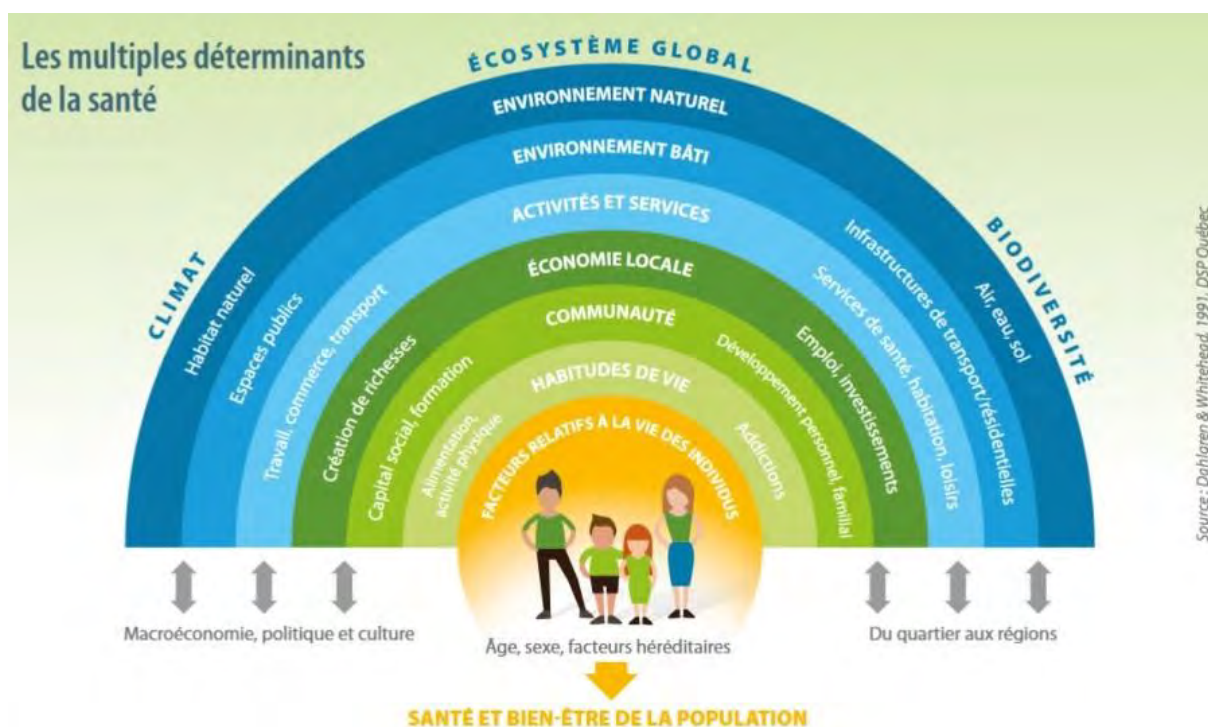 Les multiples déterminants
de la santé
ÉCOSYSTÈME GLOBAL
CLIMAT
BIODIVERSITÉ
ENVIRONNEMENT NATUREL
Habitat naturel
Air, eau, sol
ENVIRONNEMENT BÂTI
Espaces publics
Infrastructures de transport/résidentielles
ACTIVITÉS ET SERVICES
Travail, commerce, transport
Services de santé, habitation, loisirs
ÉCONOMIE LOCALE
Création de richesses
Emploi, investissements
COMMUNAUTÉ
Capital social, formation
Développement personnel, familial
HABITUDES DE VIE
Alimentation,
activité physique
Addictions
FACTEURS RELATIFS À LA VIE DES INDIVIDUS
Macroéconomie, politique et culture
Âge, sexe, facteurs héréditaires
Du quartier aux régions
SANTÉ ET BIEN-ÊTRE DE LA POPULATION
Source : Dahlgren & Whitehead, 1991, DSP Québec